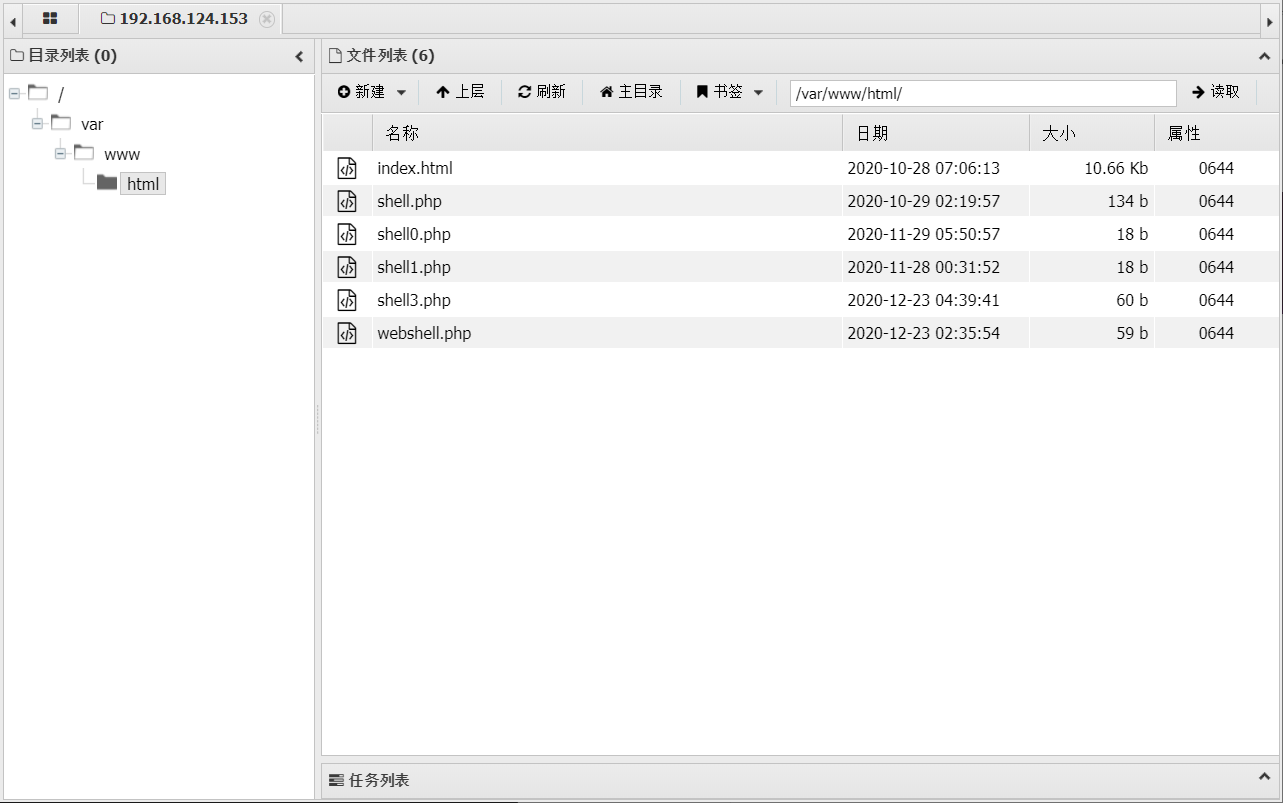 192.168.124.153
目录列表 (0)
/
var
www
html
文件列表 (6)
新建 上层 刷新 主目录 书签 /var/www/html/ 读取
名称 日期 大小 属性
index.html 2020-10-28 07:06:13 10.66 Kb 0644
shell.php 2020-10-29 02:19:57 134 b 0644
shell0.php 2020-11-29 05:50:57 18 b 0644
shell1.php 2020-11-28 00:31:52 18 b 0644
shell3.php 2020-12-23 04:39:41 60 b 0644
webshell.php 2020-12-23 02:35:54 59 b 0644
任务列表